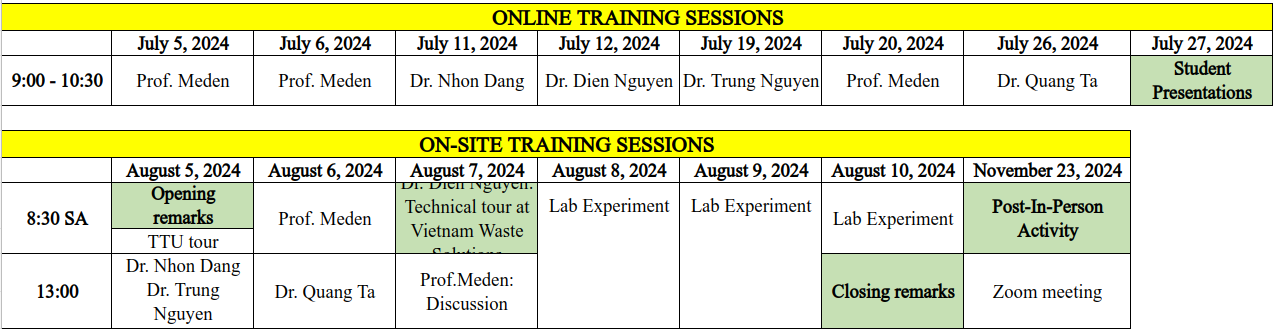 ONLINE TRAINING SESSIONS
July 5, 2024 July 6, 2024 July 11, 2024 July 12, 2024 July 19, 2024 July 20, 2024 July 26, 2024 July 27, 2024
9:00 - 10:30 Prof. Meden Prof. Meden Dr. Nhon Dang Dr. Dien Nguyen Dr. Trung Nguyen Prof. Meden Dr. Quang Ta Student
Presentations
ON-SITE TRAINING SESSIONS
August 5, 2024 August 6, 2024 August 7, 2024 August 8, 2024 August 9, 2024 August 10, 2024 November 23, 2024
8:30 SA
Opening
remarks
TTU tour
Prof. Meden
Dr. Dien Nguyen:
Technical tour at
Vietnam Waste
Solutions
Lab Experiment
Lab Experiment
Lab Experiment
Post-In-Person
Activity
13:00
Dr. Nhon Dang
Dr. Trung
Nguyen
Dr. Quang Ta
Prof.Meden:
Discussion
Closing remarks
Zoom meeting